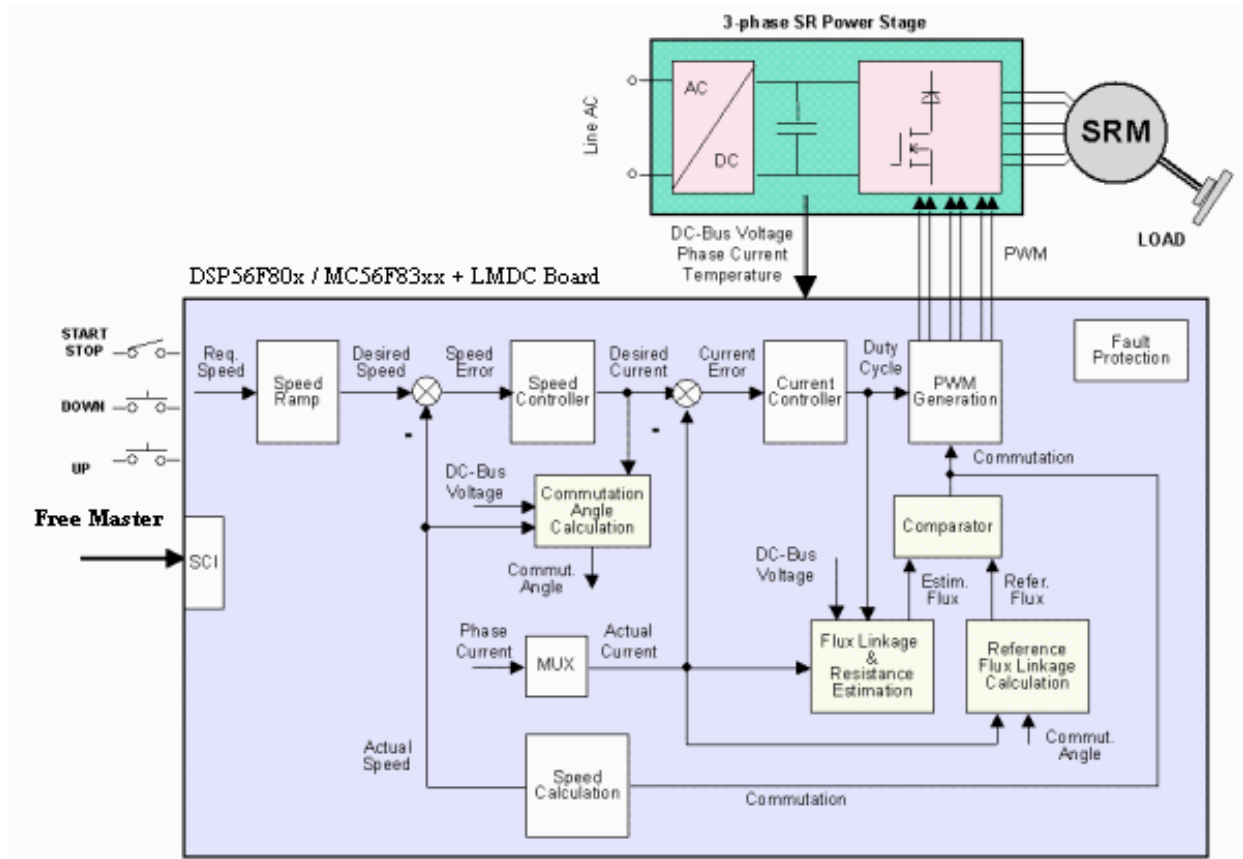 3-phase SR Power Stage
Line AC
AC
DC
SRM
LOAD
DC-Bus Voltage
Phase Current
Temperature
PWM
DSP56F80x / MC56F83xx + LMDC Board
START
STOP
DOWN
UP
Free Master
SCI
Req.
Speed
Speed
Ramp
Desired
Speed
Speed
Error
Speed
Controller
Desired
Current
Current
Error
Current
Controller
Duty
Cycle
PWM
Generation
Fault
Protection
-
-
DC-Bus
Voltage
Commutation
Angle
Calculation
Commut.
Angle
Commutation
Comparator
DC-Bus
Voltage
Estim.
Flux
Refer.
Flux
Phase
Current
MUX
Actual
Current
Flux Linkage
&
Resistance
Estimation
Reference
Flux Linkage
Calculation
Commut.
Angle
Actual
Speed
Speed
Calculation
Commutation